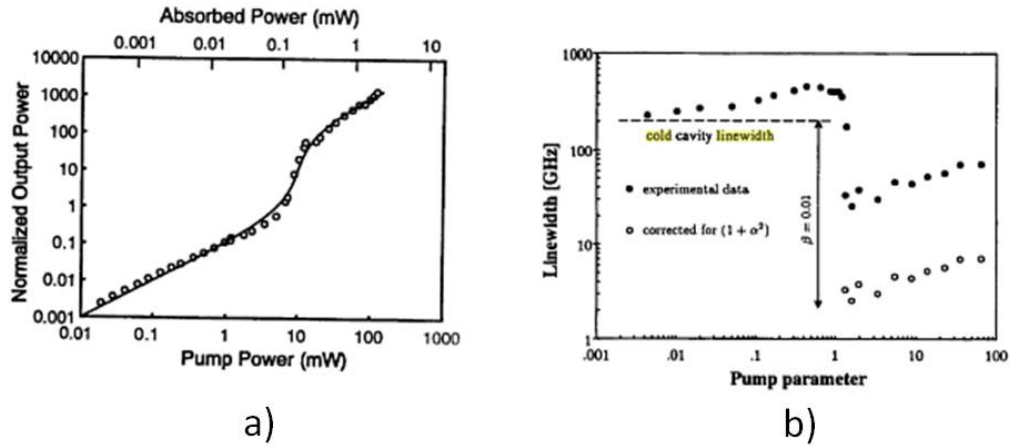 Absorbed Power (mW)
0.001 0.01 0.1 1 10
10000
1000
100
10
1
0.1
0.01
0.001
Normalized Output Power
0.01 0.1 1 10 100 1000
Pump Power (mW)
a)
1000
100
10
1
Linewidth [GHz]
cold cavity linewidth
experimental data
corrected for (1 + α²)
β = 0.01
.001 .01 .1 1 10 100
Pump parameter
b)